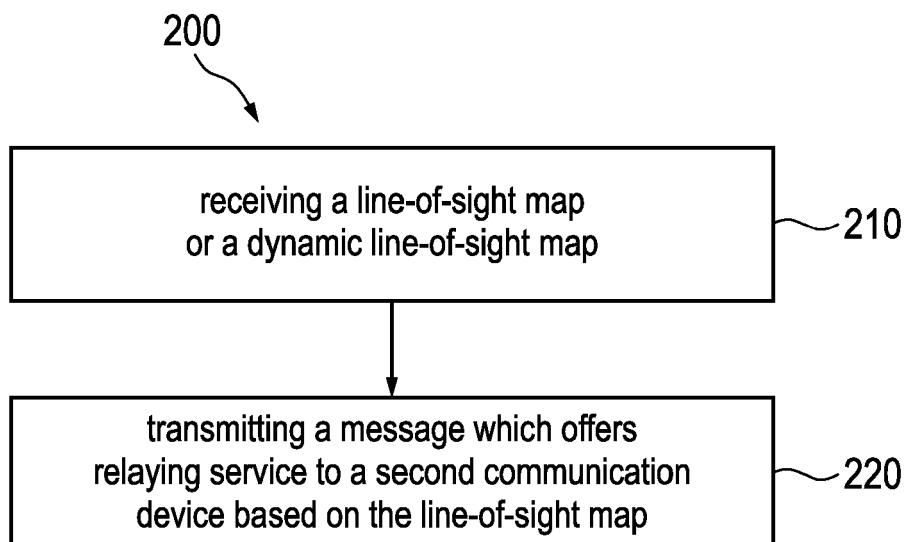 200
receiving a line-of-sight map
or a dynamic line-of-sight map
210
transmitting a message which offers
relaying service to a second communication
device based on the line-of-sight map
220